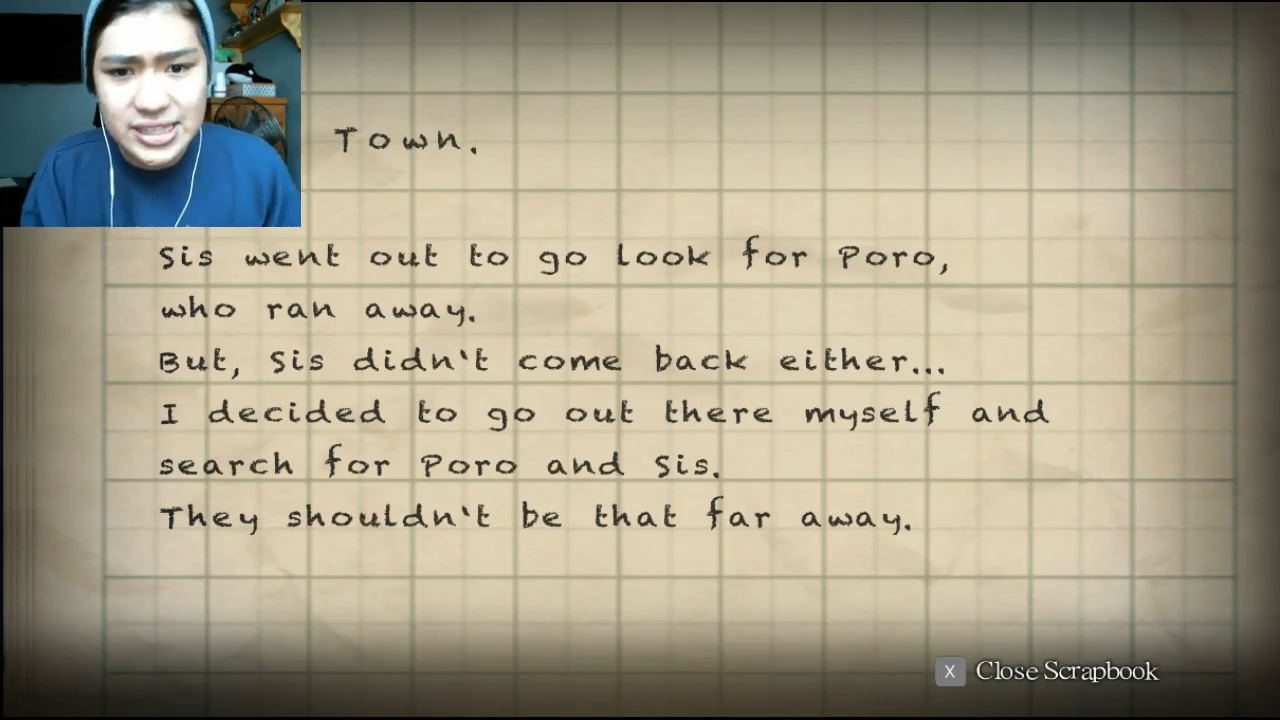 Town.
Sis went out to go look for Poro,
who ran away.
But, Sis didn't come back either...
I decided to go out there myself and
search for Poro and Sis.
They shouldn't be that far away.
X Close Scrapbook